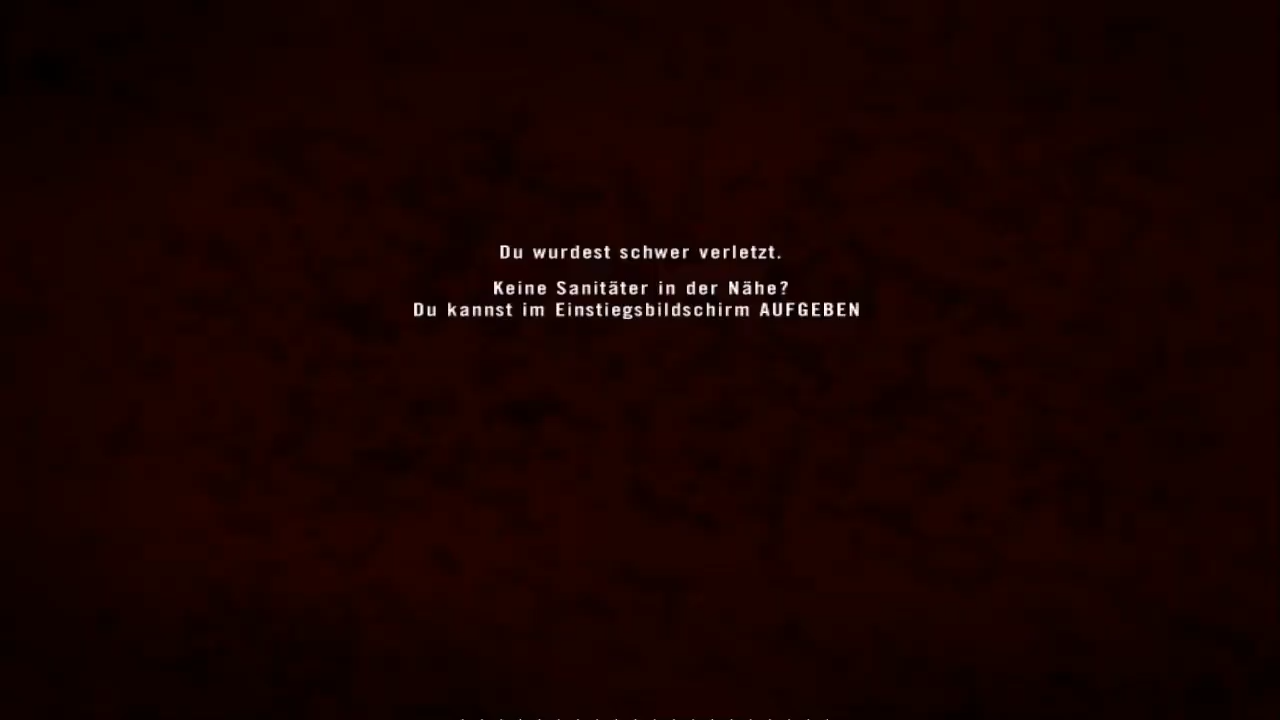 Du wurdest schwer verletzt.
Keine Sanitäter in der Nähe?
Du kannst im Einstiegsbildschirm AUFGEBEN